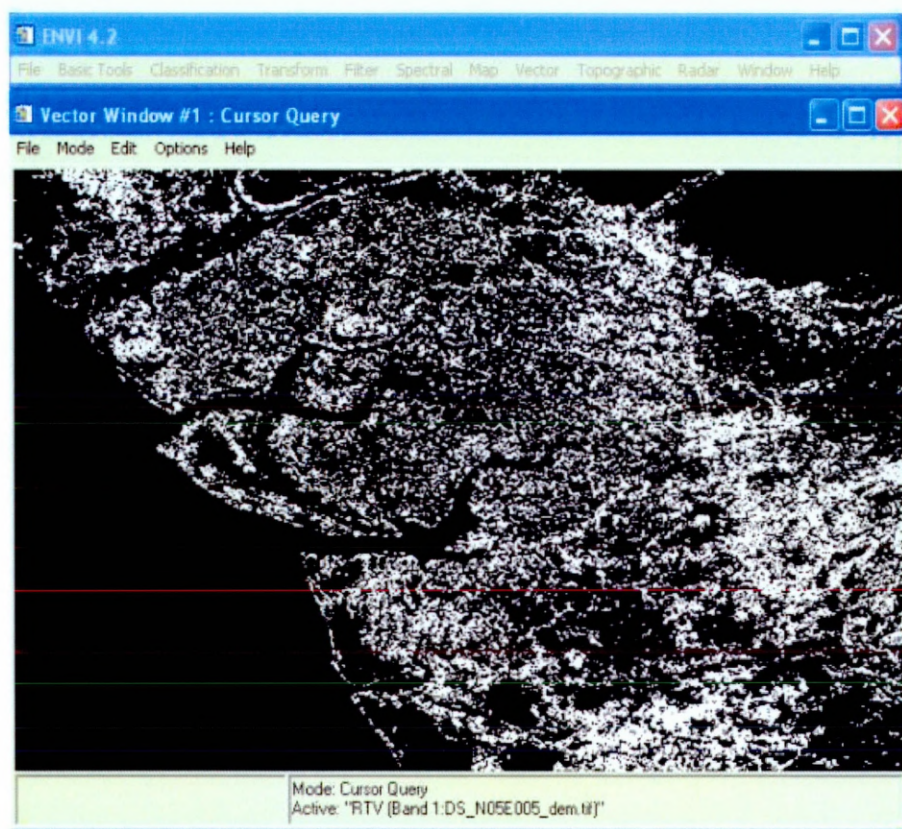 ENVI 4.2
File Basic Tools Classification Transform Filter Spectral Map Vector Topographic Radar Window Help
Vector Window #1 : Cursor Query
File Mode Edit Options Help
Mode: Cursor Query
Active: "RTV (Band 1:DS_N05E005_dem.tif)"